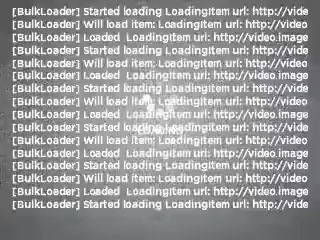 [BulkLoader] Started loading LoadingItem url: http://vide
[BulkLoader] Will load item: LoadingItem url: http://video
[BulkLoader] Loaded LoadingItem url: http://video.image
[BulkLoader] Started loading LoadingItem url: http://vide
[BulkLoader] Will load item: LoadingItem url: http://video
[BulkLoader] Loaded LoadingItem url: http://video.image
[BulkLoader] Started loading LoadingItem url: http://vide
[BulkLoader] Will load item: LoadingItem url: http://video
[BulkLoader] Loaded LoadingItem url: http://video.image
[BulkLoader] Started loading LoadingItem url: http://vide
[BulkLoader] Will load item: LoadingItem url: http://video
[BulkLoader] Loaded LoadingItem url: http://video.image
[BulkLoader] Started loading LoadingItem url: http://vide
[BulkLoader] Will load item: LoadingItem url: http://video
[BulkLoader] Loaded LoadingItem url: http://video.image
[BulkLoader] Started loading LoadingItem url: http://vide